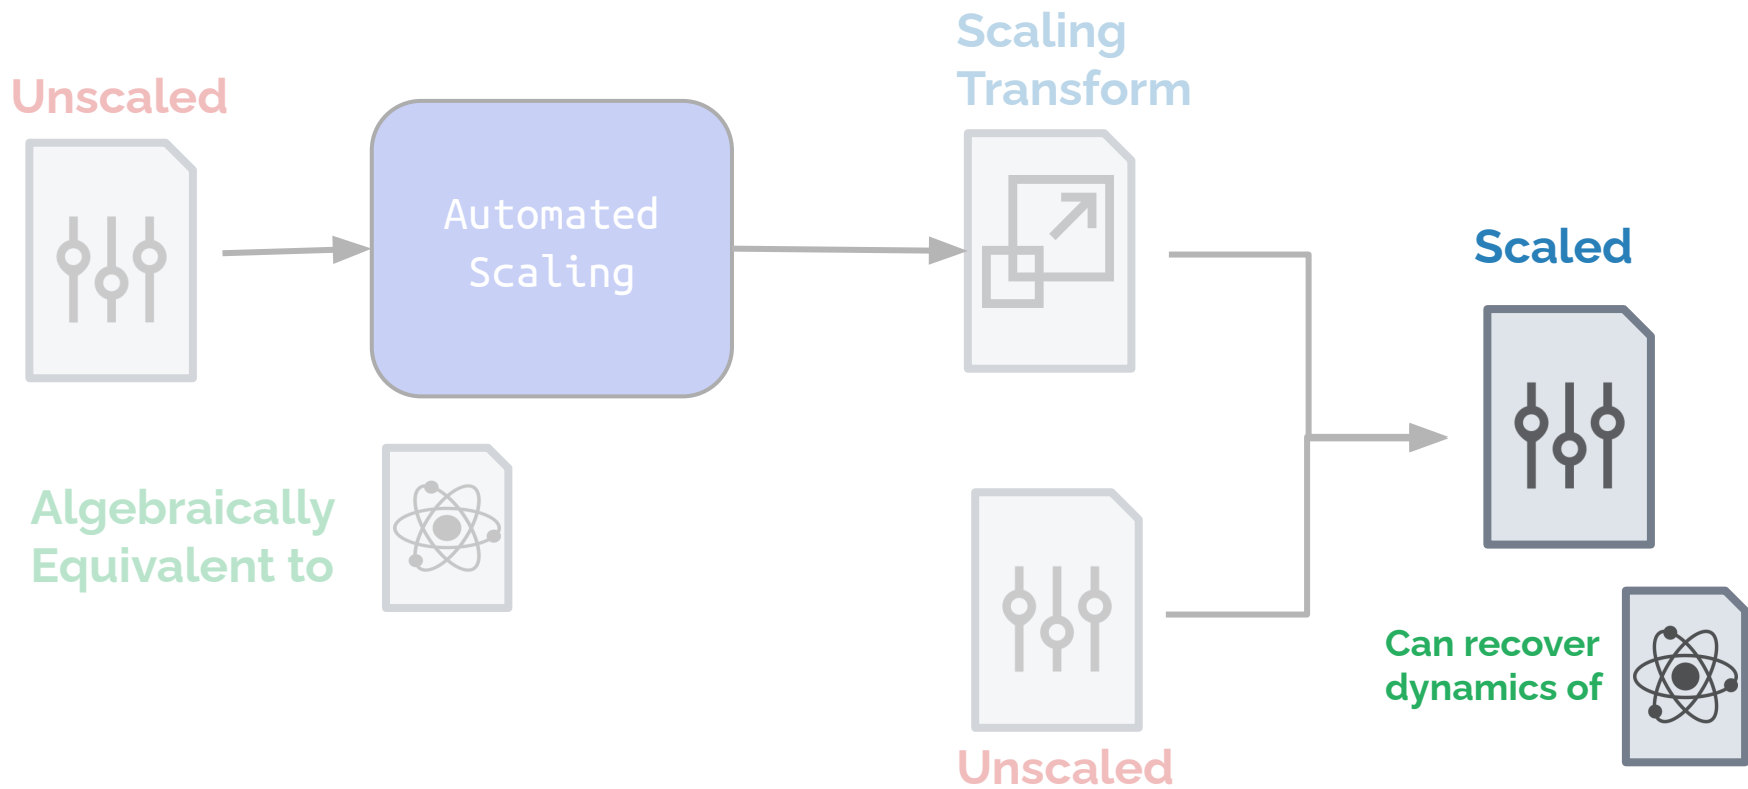 Unscaled
Automated
Scaling
Scaling
Transform
Algebraically
Equivalent to
Unscaled
Scaled
Can recover
dynamics of